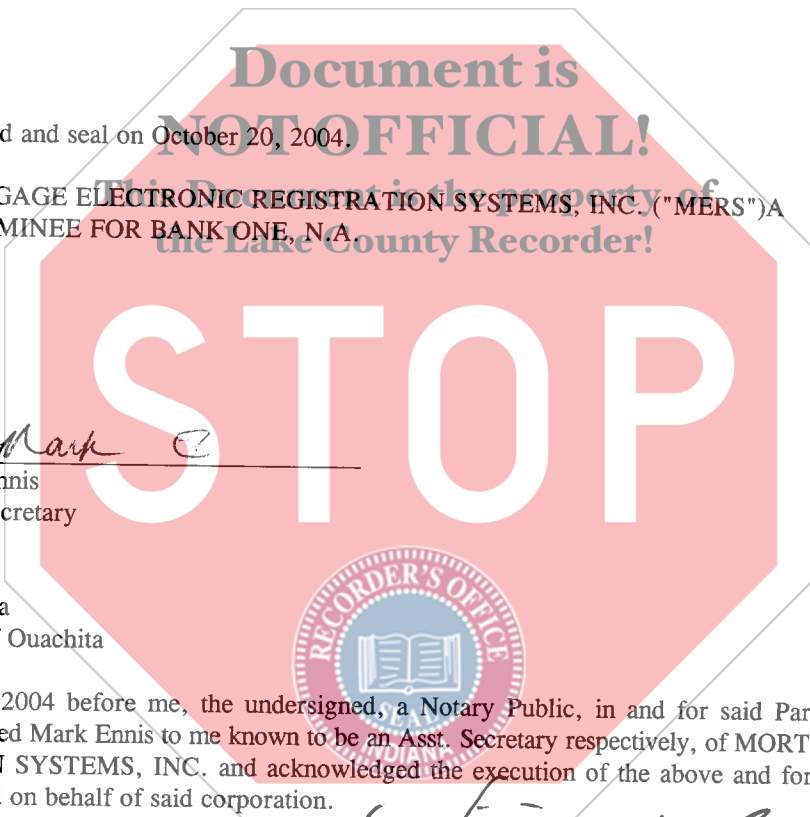 Document is
NOT OFFICIAL!
d and seal on October 20, 2004.
This Document is the property of
the Lake County Recorder!
GAGE ELECTRONIC REGISTRATION SYSTEMS, INC. ("MERS")A
MINEE FOR BANK ONE, N.A.
STOP
Mark E
nnis
cretary
RECORDER'S OFFICE
SEAL
INDIANA
a
Ouachita
2004 before me, the undersigned, a Notary Public, in and for said Par
ed Mark Ennis to me known to be an Asst. Secretary respectively, of MORT
N SYSTEMS, INC. and acknowledged the execution of the above and for
on behalf of said corporation.